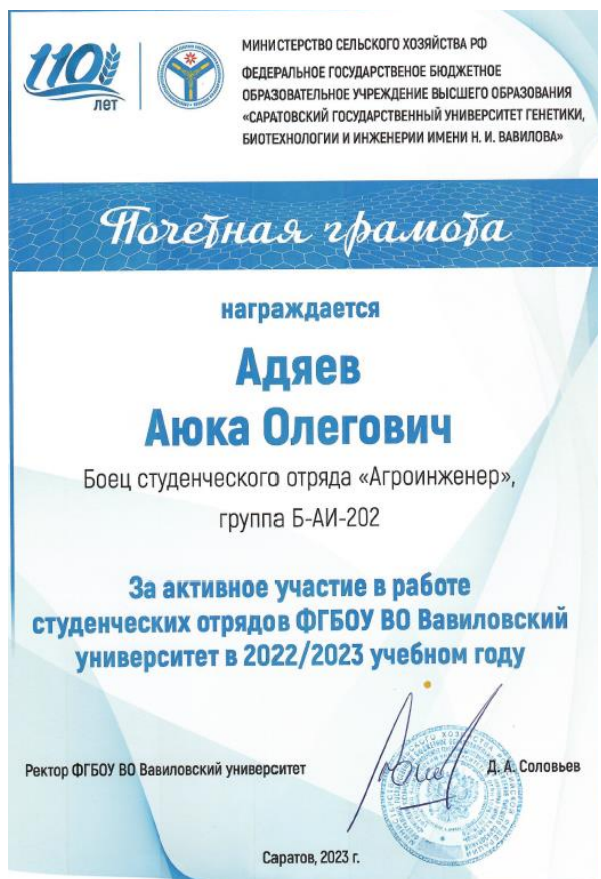 110
лет
МИНИСТЕРСТВО СЕЛЬСКОГО ХОЗЯЙСТВА РФ
ФЕДЕРАЛЬНОЕ ГОСУДАРСТВЕНОЕ БЮДЖЕТНОЕ
ОБРАЗОВАТЕЛЬНОЕ УЧРЕЖДЕНИЕ ВЫСШЕГО ОБРАЗОВАНИЯ
«САРАТОВСКИЙ ГОСУДАРСТВЕННЫЙ УНИВЕРСИТЕТ ГЕНЕТИКИ,
БИОТЕХНОЛОГИИ И ИНЖЕНЕРИИ ИМЕНИ Н. И. ВАВИЛОВА»
Почетная грамота
награждается
Адяев
Аюка Олегович
Боец студенческого отряда «Агроинженер»,
группа Б-АИ-202
За активное участие в работе
студенческих отрядов ФГБОУ ВО Вавиловский
университет в 2022/2023 учебном году
Ректор ФГБОУ ВО Вавиловский университет
Д. А. Соловьев
Саратов, 2023 г.